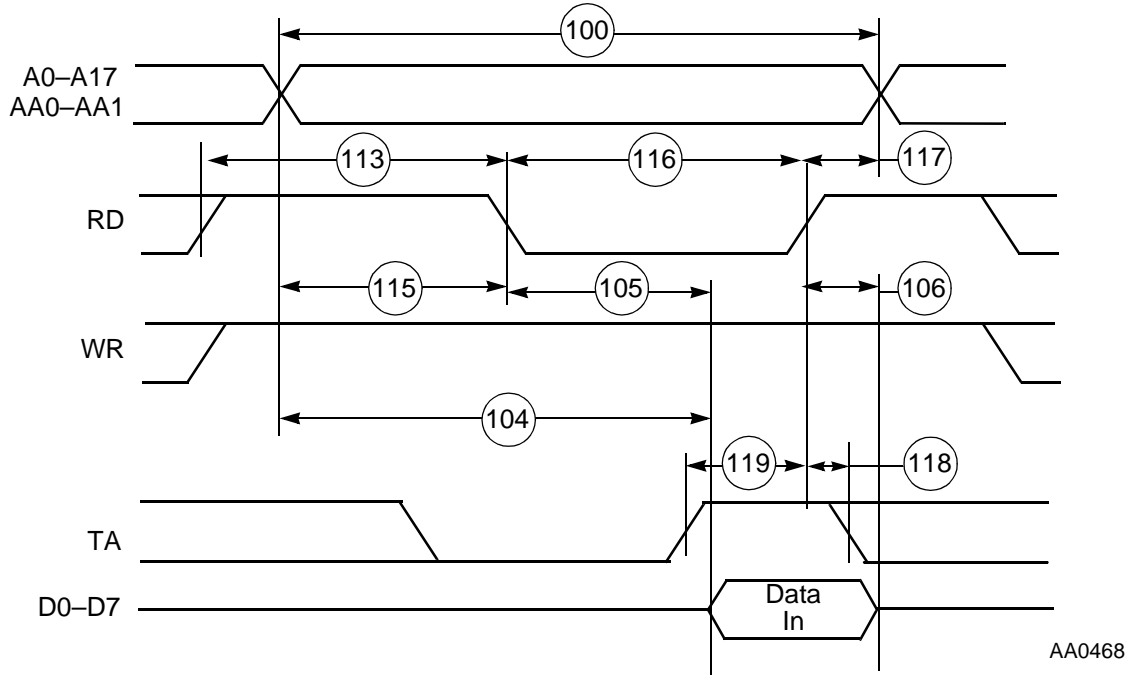 100
A0–A17
AA0–AA1
113
116
117
RD
115
105
106
WR
104
119
118
TA
D0–D7
Data
In
AA0468